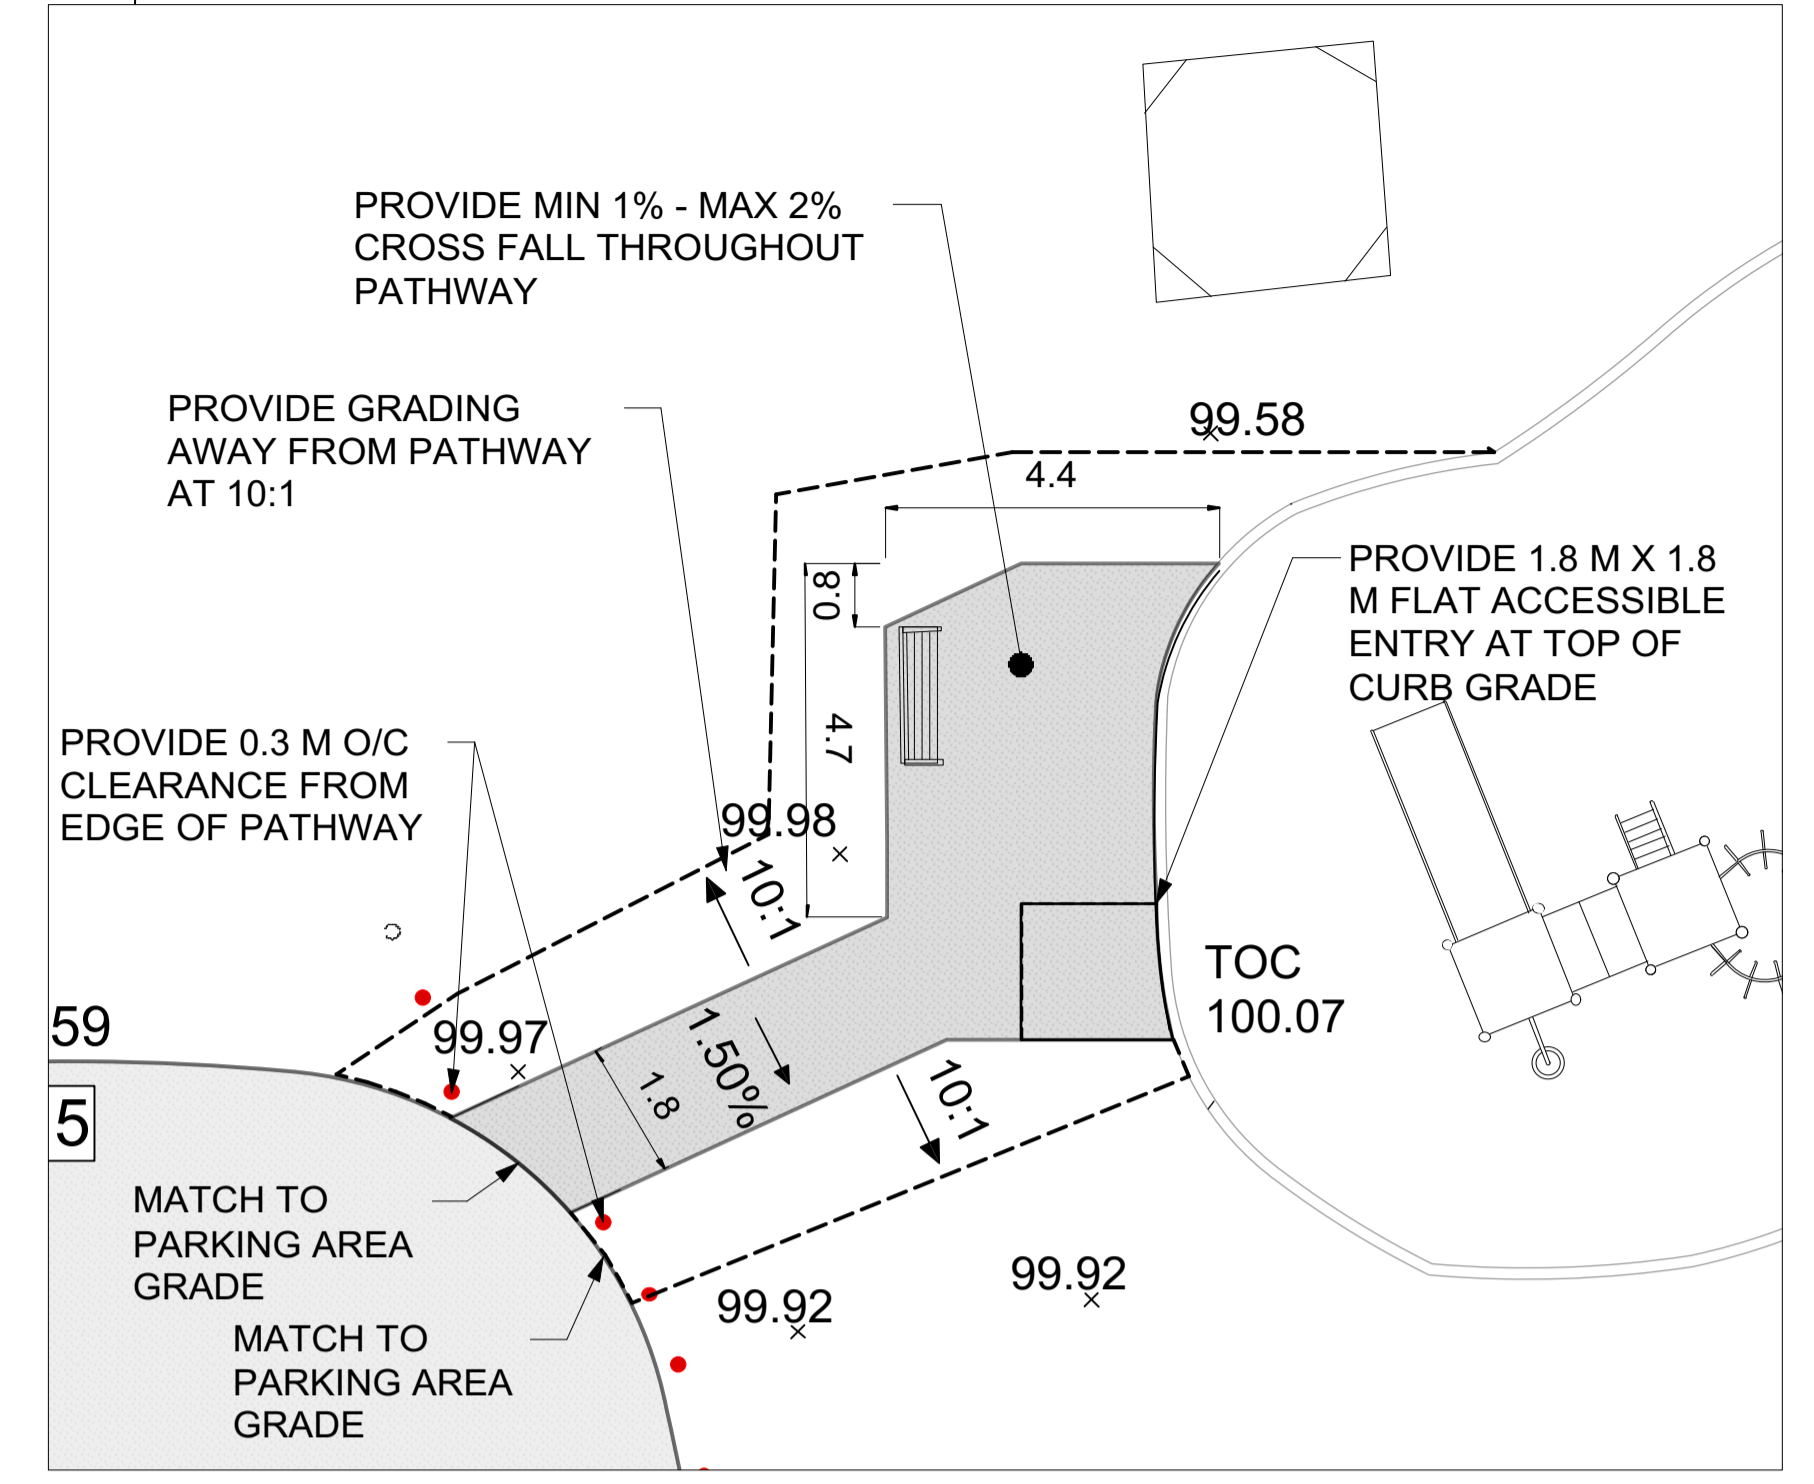 PROVIDE MIN 1% - MAX 2%
CROSS FALL THROUGHOUT
PATHWAY
PROVIDE GRADING
AWAY FROM PATHWAY
AT 10:1
99.58
4.4
0.8
4.7
PROVIDE 1.8 M X 1.8
M FLAT ACCESSIBLE
ENTRY AT TOP OF
CURB GRADE
PROVIDE 0.3 M O/C
CLEARANCE FROM
EDGE OF PATHWAY
99.98
10:1
TOC
100.07
59
99.97
1.50%
1.8
10:1
5
MATCH TO
PARKING AREA
GRADE
MATCH TO
PARKING AREA
GRADE
99.92
99.92